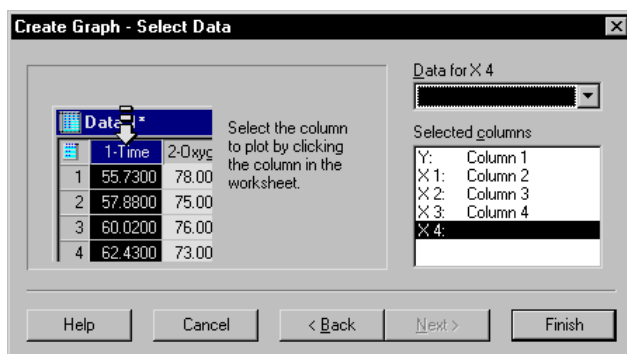 Create Graph - Select Data
Data for X 4
Data 1*
1-Time 2-Oxyg
1 55.7300 78.00
2 57.8800 75.00
3 60.0200 76.00
4 62.4300 73.00
Select the column
to plot by clicking
the column in the
worksheet.
Selected columns
Y: Column 1
X 1: Column 2
X 2: Column 3
X 3: Column 4
X 4:
Help Cancel < Back Next > Finish